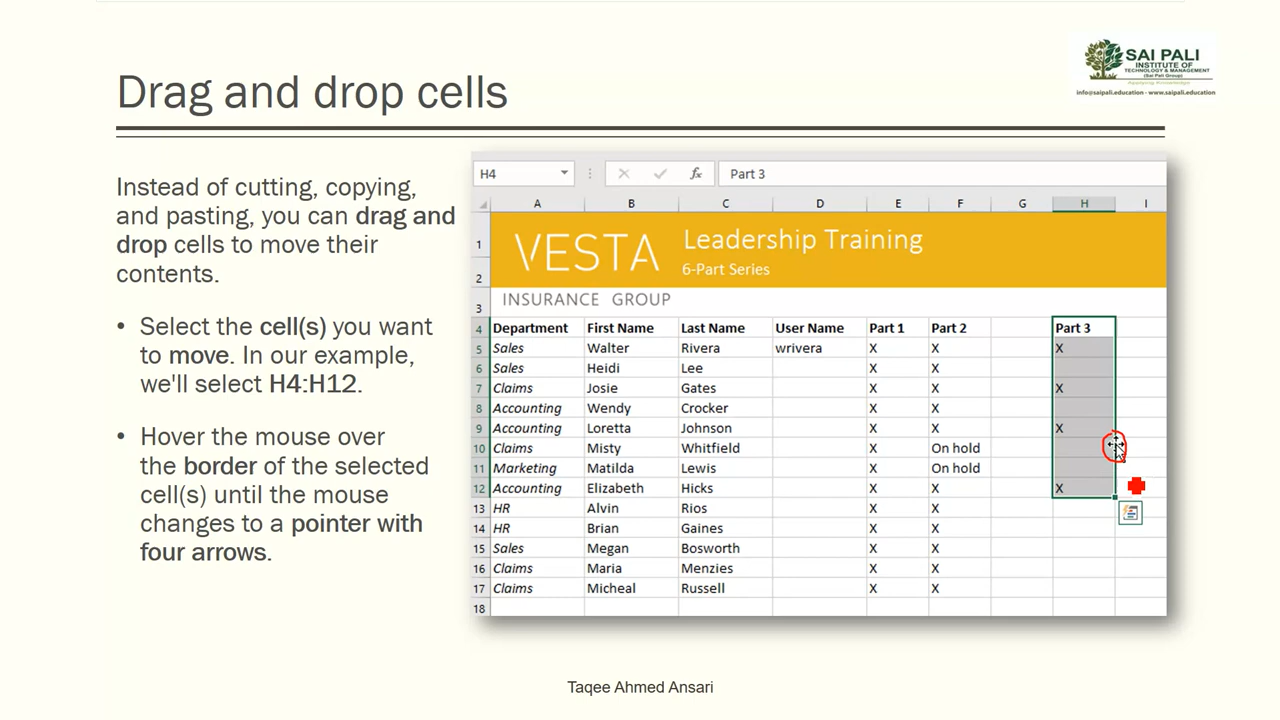 SAI PALI
INSTITUTE OF
TECHNOLOGY & MANAGEMENT
(Sai Pali Group)
info@saipali.education - www.saipali.education
Drag and drop cells
Instead of cutting, copying,
and pasting, you can drag and
drop cells to move their
contents.
• Select the cell(s) you want
to move. In our example,
we'll select H4:H12.
• Hover the mouse over
the border of the selected
cell(s) until the mouse
changes to a pointer with
four arrows.
H4 fx Part 3
A B C D E F G H I
1 VESTA Leadership Training
2 6-Part Series
3 INSURANCE GROUP
4 Department First Name Last Name User Name Part 1 Part 2 Part 3
5 Sales Walter Rivera wrivera X X X
6 Sales Heidi Lee X X
7 Claims Josie Gates X X X
8 Accounting Wendy Crocker X X
9 Accounting Loretta Johnson X X X
10 Claims Misty Whitfield X On hold
11 Marketing Matilda Lewis X On hold
12 Accounting Elizabeth Hicks X X X
13 HR Alvin Rios X X
14 HR Brian Gaines X X
15 Sales Megan Bosworth X X
16 Claims Maria Menzies X X
17 Claims Micheal Russell X X
18
Taqee Ahmed Ansari